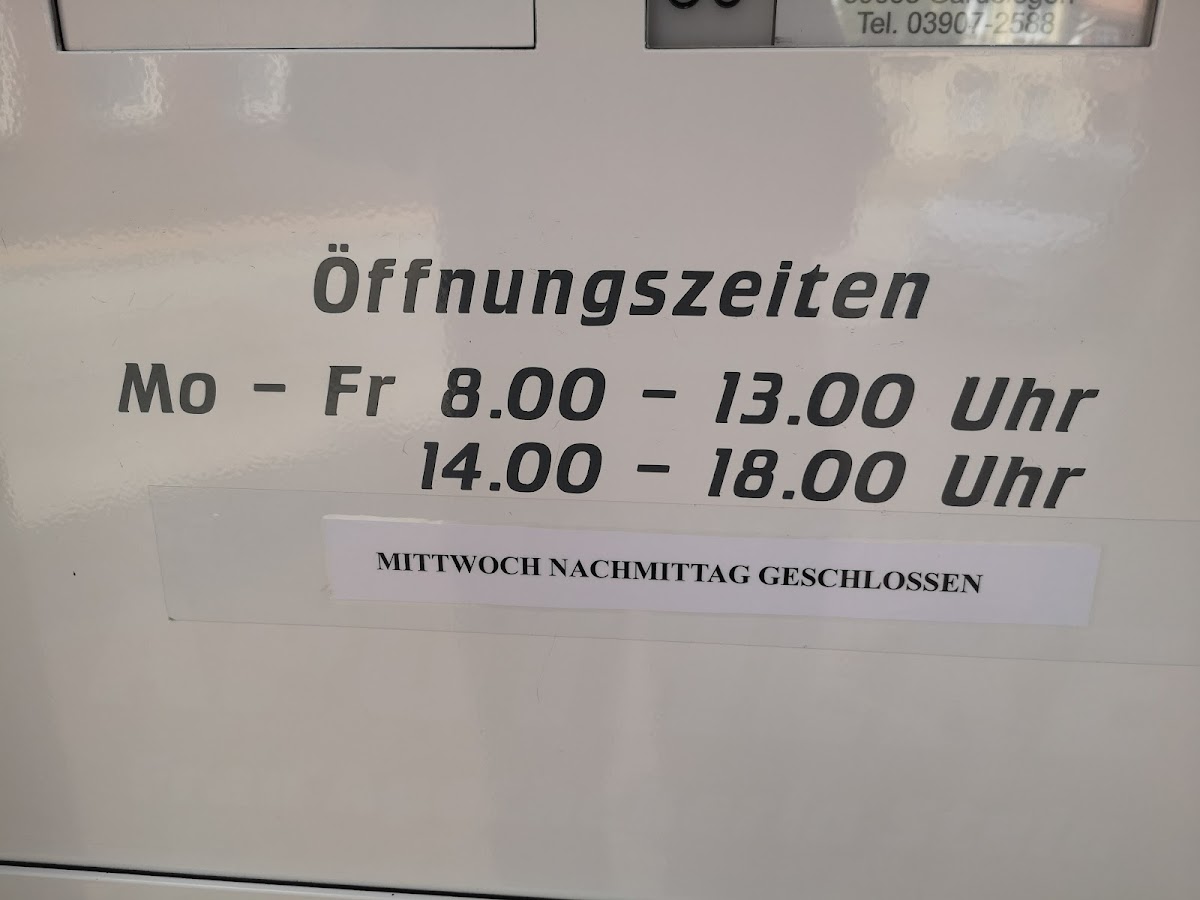 Tel. 03907-2588
Öffnungszeiten
Mo - Fr 8.00 - 13.00 Uhr
14.00 - 18.00 Uhr
MITTWOCH NACHMITTAG GESCHLOSSEN